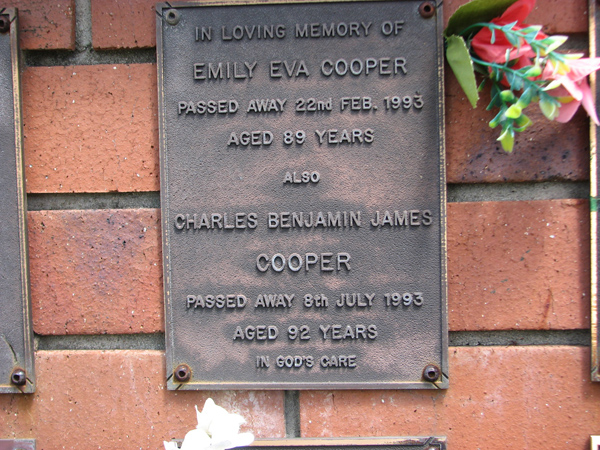 IN LOVING MEMORY OF
EMILY EVA COOPER
PASSED AWAY 22nd FEB. 1993
AGED 89 YEARS
ALSO
CHARLES BENJAMIN JAMES
COOPER
PASSED AWAY 8th JULY 1993
AGED 92 YEARS
IN GOD'S CARE